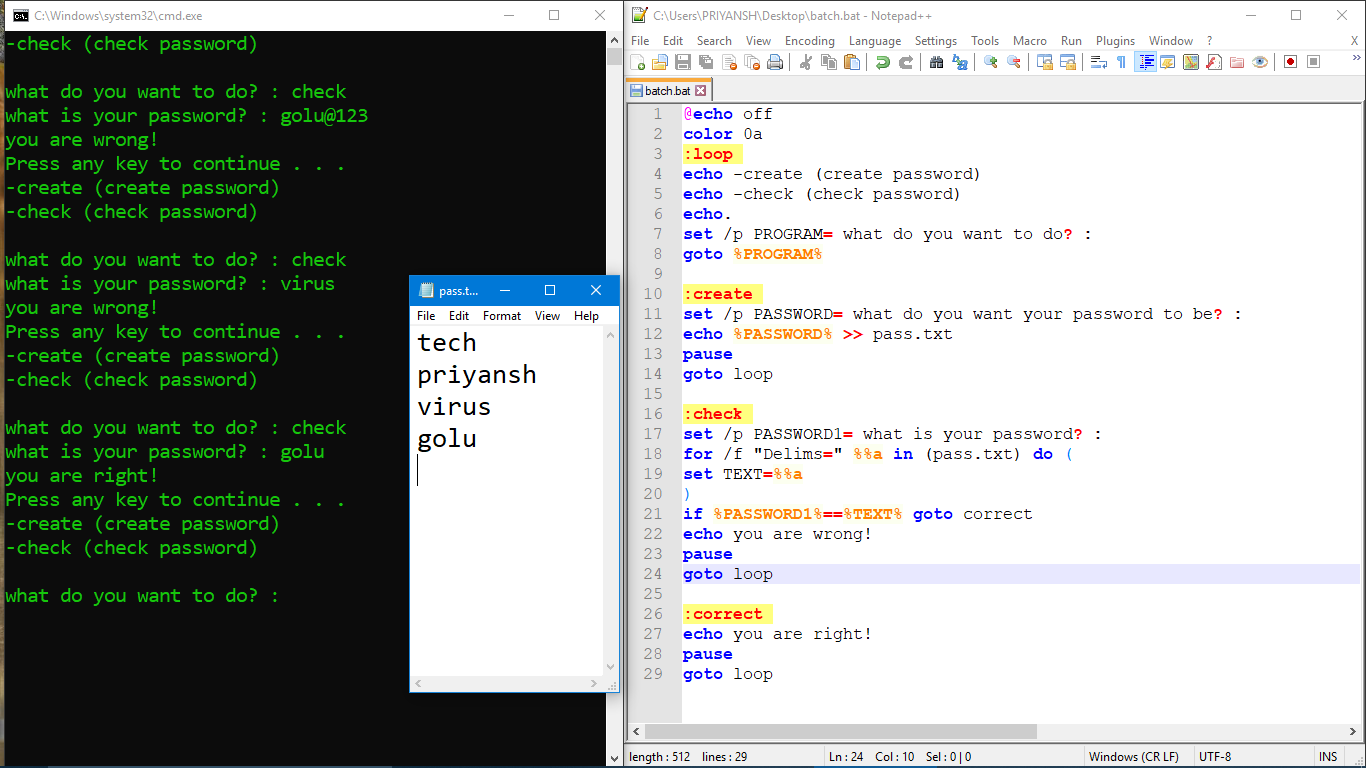 C:\Windows\system32\cmd.exe
-check (check password)
what do you want to do? : check
what is your password? : golu@123
you are wrong!
Press any key to continue . . .
-create (create password)
-check (check password)
what do you want to do? : check
what is your password? : virus
you are wrong!
Press any key to continue . . .
-create (create password)
-check (check password)
what do you want to do? : check
what is your password? : golu
you are right!
Press any key to continue . . .
-create (create password)
-check (check password)
what do you want to do? :
pass.t...
File Edit Format View Help
tech
priyansh
virus
golu
C:\Users\PRIYANSH\Desktop\batch.bat - Notepad++
File Edit Search View Encoding Language Settings Tools Macro Run Plugins Window ? X
batch.bat
1 @echo off
2 color 0a
3 :loop
4 echo -create (create password)
5 echo -check (check password)
6 echo.
7 set /p PROGRAM= what do you want to do? :
8 goto %PROGRAM%
9
10 :create
11 set /p PASSWORD= what do you want your password to be? :
12 echo %PASSWORD% >> pass.txt
13 pause
14 goto loop
15
16 :check
17 set /p PASSWORD1= what is your password? :
18 for /f "Delims=" %%a in (pass.txt) do (
19 set TEXT=%%a
20 )
21 if %PASSWORD1%==%TEXT% goto correct
22 echo you are wrong!
23 pause
24 goto loop
25
26 :correct
27 echo you are right!
28 pause
29 goto loop
length : 512 lines : 29 Ln : 24 Col : 10 Sel : 0 | 0 Windows (CR LF) UTF-8 INS